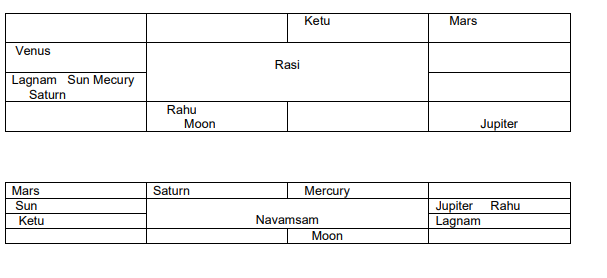 Ketu Mars
Venus
Rasi
Lagnam Sun Mecury
Saturn
Rahu
Moon Jupiter
Mars Saturn Mercury
Sun Jupiter Rahu
Ketu Navamsam Lagnam
Moon